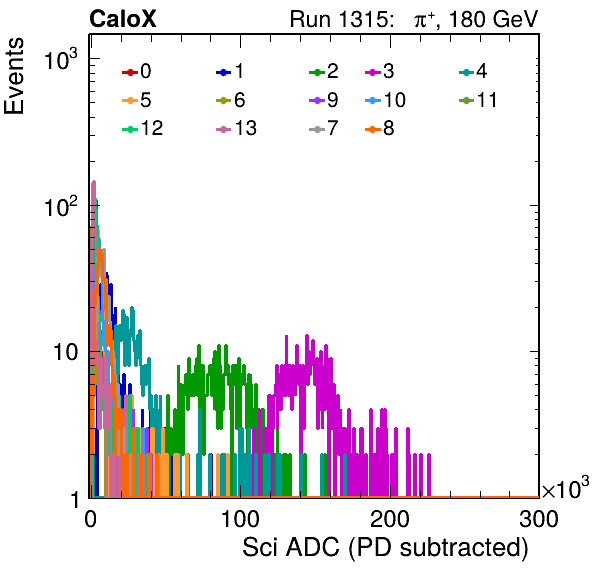 CaloX Run 1315: π⁺, 180 GeV
Events
10³
0 1 2 3 4
5 6 9 10 11
12 13 7 8
10²
10
1
0 100 200 300 ×10³
Sci ADC (PD subtracted)